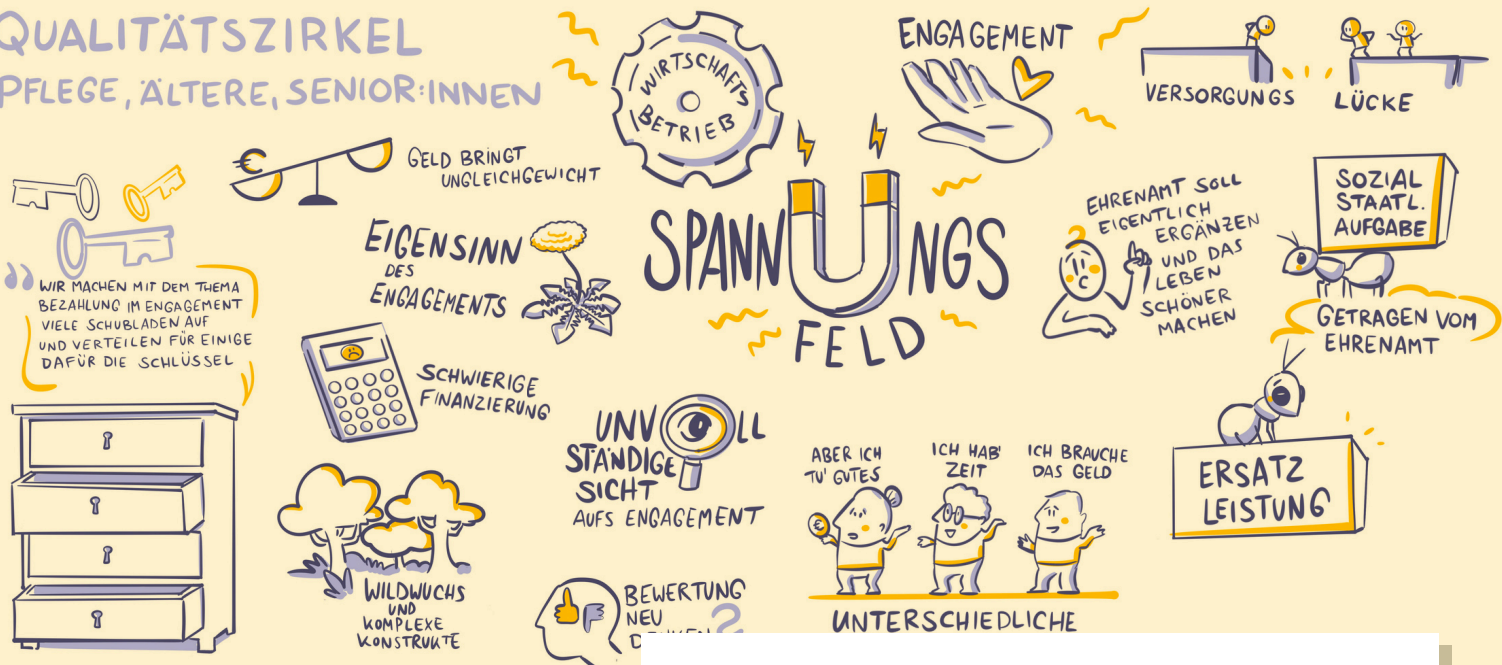 QUALITÄTSZIRKEL
PFLEGE, ÄLTERE, SENIOR:INNEN
GELD BRINGT
UNGLEICHGEWICHT
€
WIR MACHEN MIT DEM THEMA
BEZAHLUNG IM ENGAGEMENT
VIELE SCHUBLADEN AUF
UND VERTEILEN FÜR EINIGE
DAFÜR DIE SCHLÜSSEL
EIGENSINN
DES
ENGAGEMENTS
SCHWIERIGE
FINANZIERUNG
WILDWUCHS
UND
KOMPLEXE
KONSTRUKTE
WIRTSCHAFTS
BETRIEB
ENGAGEMENT
SPANNUNGS
FELD
UNVOLL
STÄNDIGE
SICHT
AUFS ENGAGEMENT
BEWERTUNG
NEU
?
VERSORGUNGS LÜCKE
EHRENAMT SOLL
EIGENTLICH
ERGÄNZEN
UND DAS
LEBEN
SCHÖNER
MACHEN
SOZIAL
STAATL.
AUFGABE
GETRAGEN VOM
EHRENAMT
ERSATZ
LEISTUNG
ABER ICH
TU' GUTES
€
ICH HAB'
ZEIT
ICH BRAUCHE
DAS GELD
UNTERSCHIEDLICHE